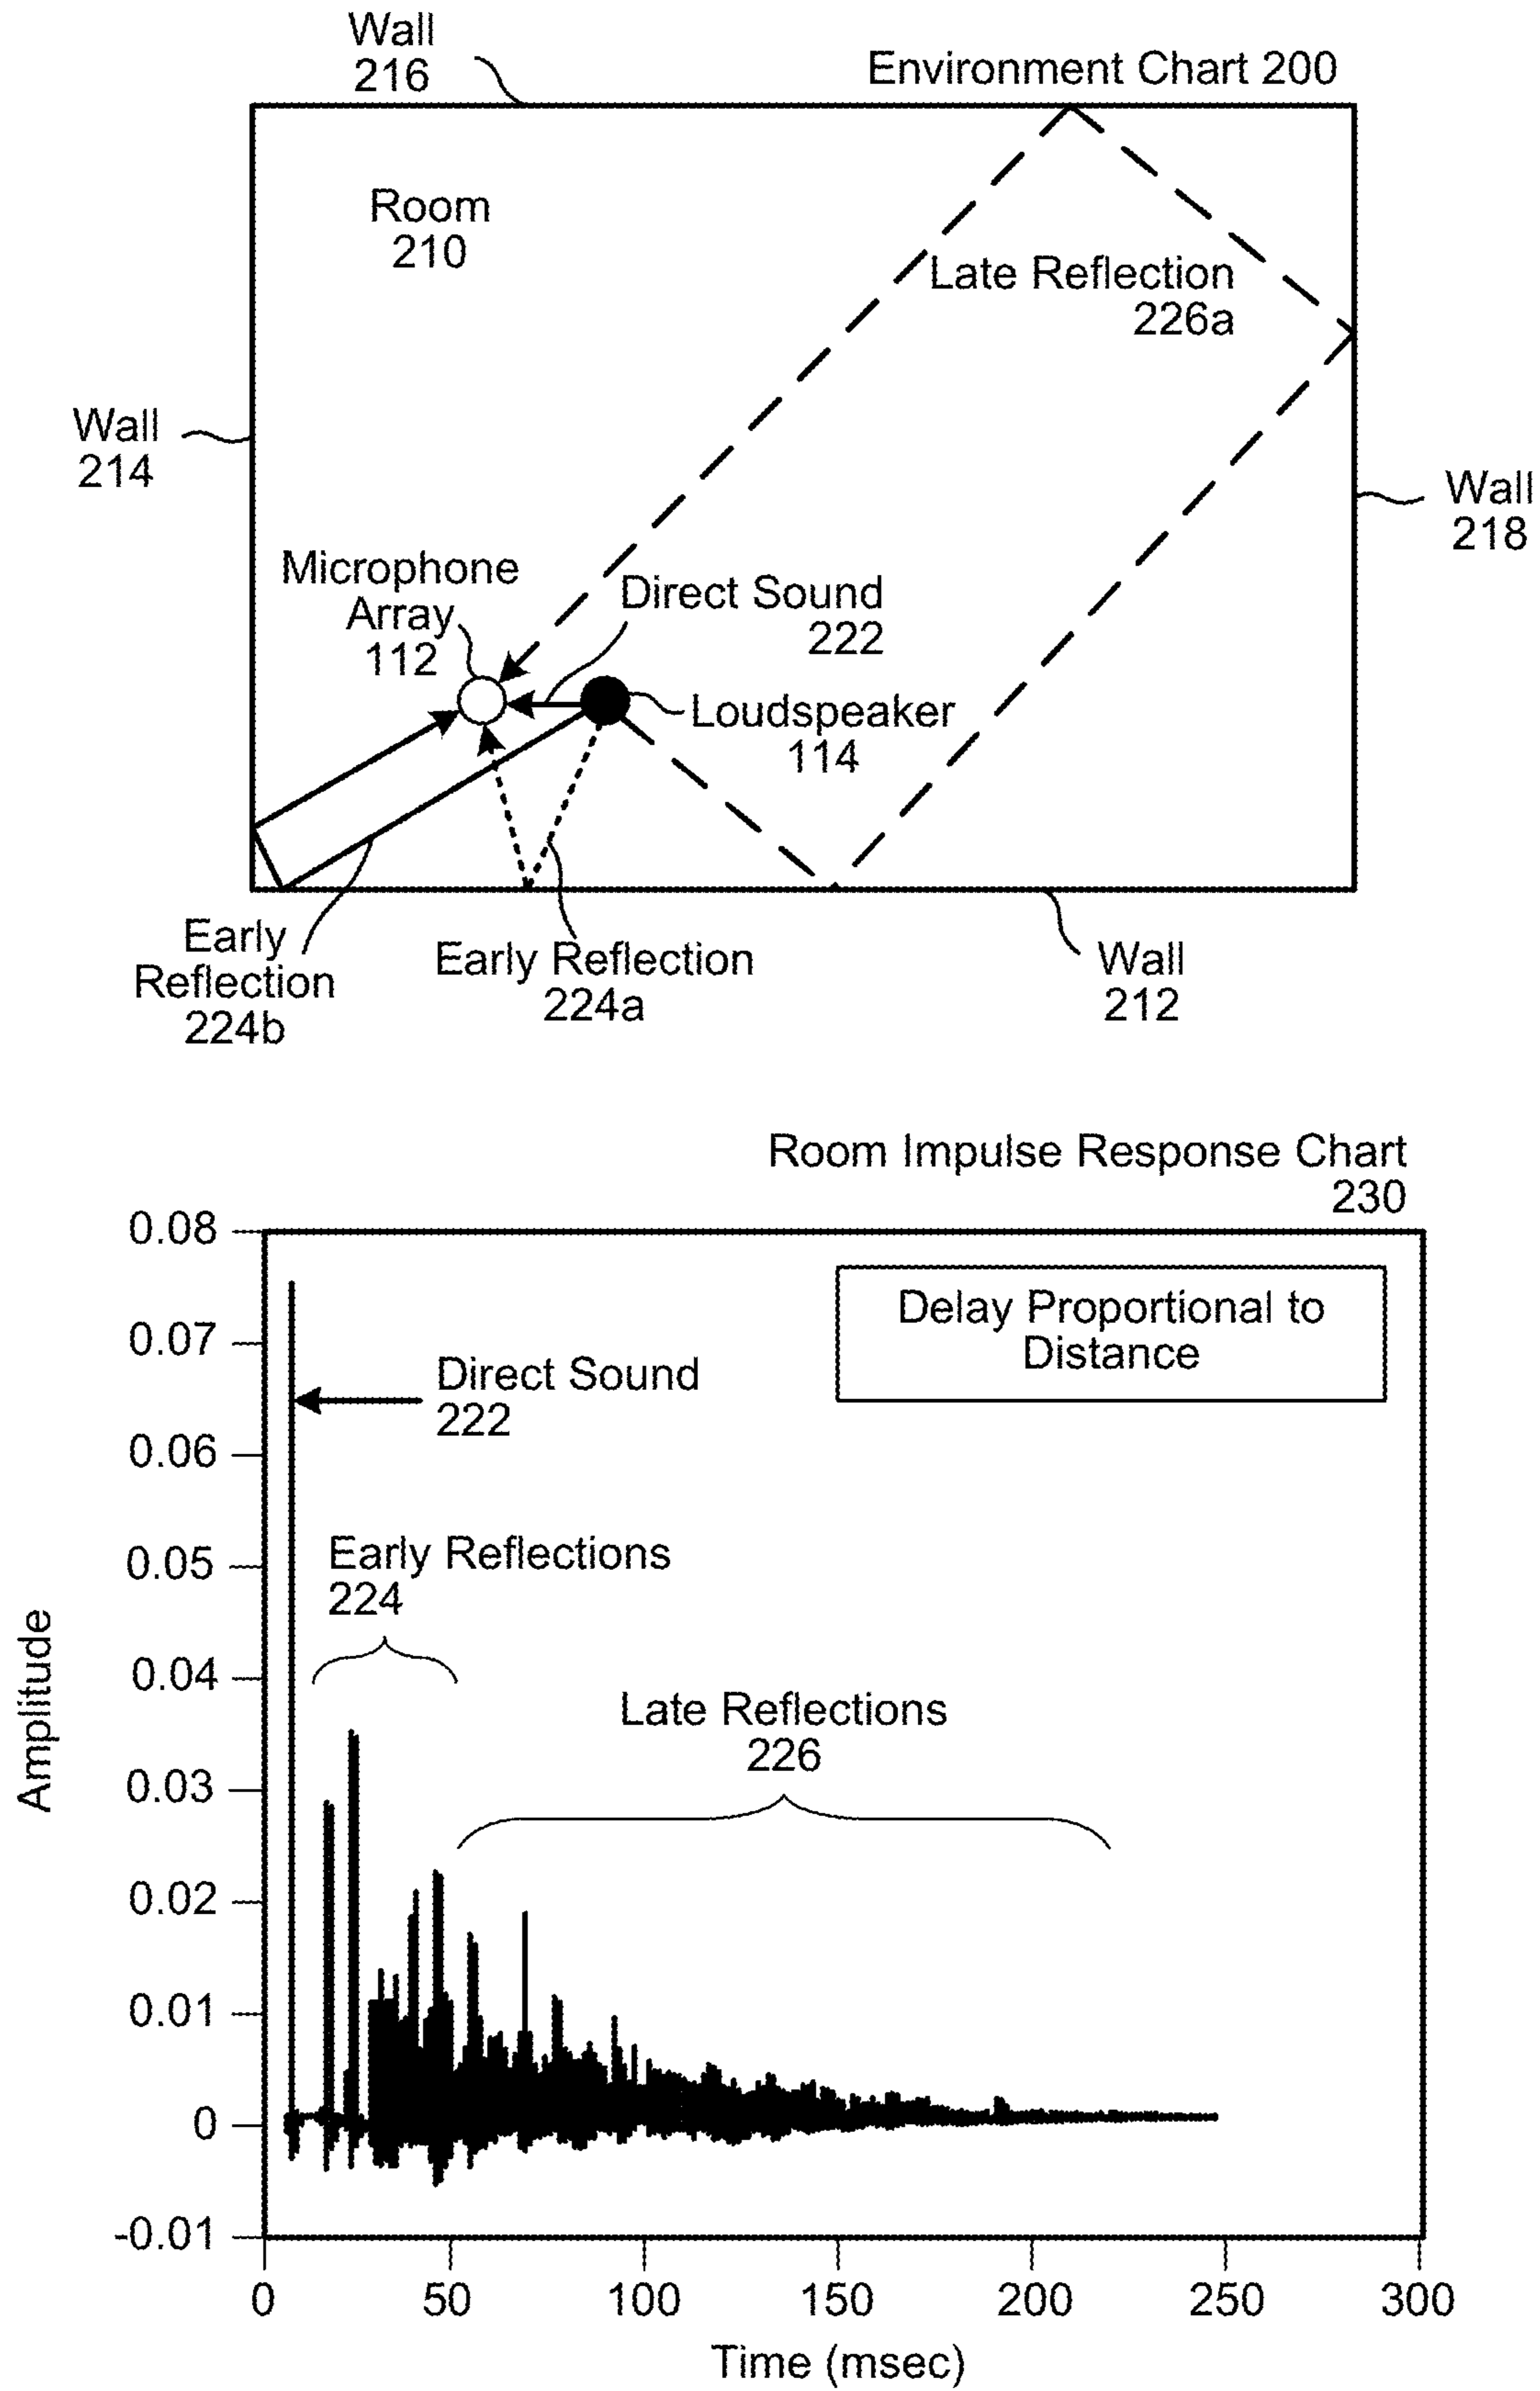 Wall
216
Environment Chart 200
Room
210
Late Reflection
226a
Wall
214
Wall
218
Microphone
Array
112
Direct Sound
222
Loudspeaker
114
Early
Reflection
224b
Early Reflection
224a
Wall
212
Room Impulse Response Chart
230
0.08
0.07
0.06
0.05
0.04
0.03
0.02
0.01
0
-0.01
Amplitude
Delay Proportional to
Distance
Direct Sound
222
Early Reflections
224
Late Reflections
226
0
50
100
150
200
250
300
Time (msec)